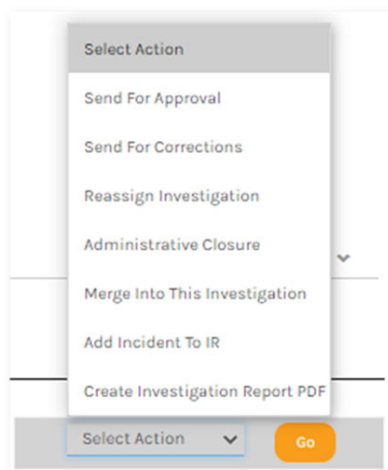 Select Action
Send For Approval
Send For Corrections
Reassign Investigation
Administrative Closure
Merge Into This Investigation
Add Incident To IR
Create Investigation Report PDF
Select Action
Go